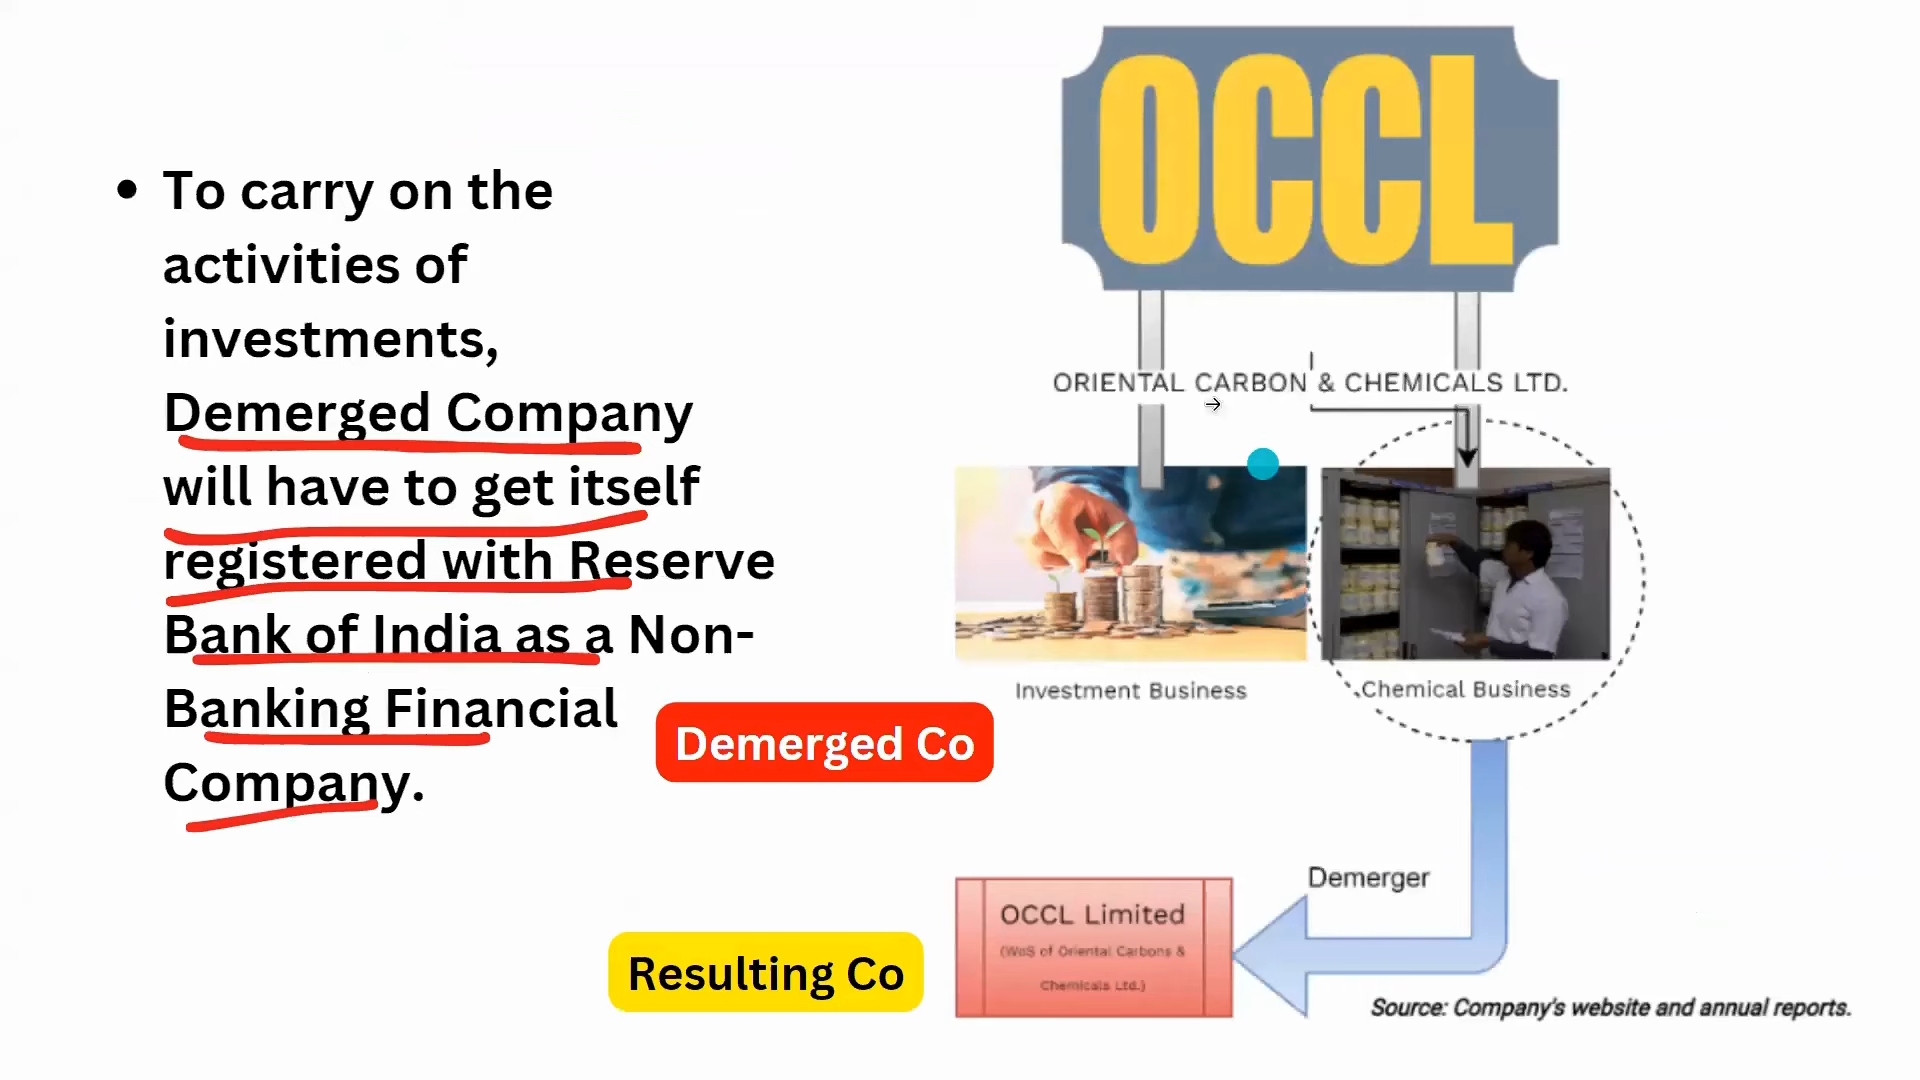 • To carry on the
activities of
investments,
Demerged Company
will have to get itself
registered with Reserve
Bank of India as a Non-
Banking Financial
Company.
OCCL
ORIENTAL CARBON & CHEMICALS LTD.
Investment Business
Chemical Business
Demerged Co
Demerger
OCCL Limited
(WoS of Oriental Carbons &
Chemicals Ltd.)
Resulting Co
Source: Company's website and annual reports.